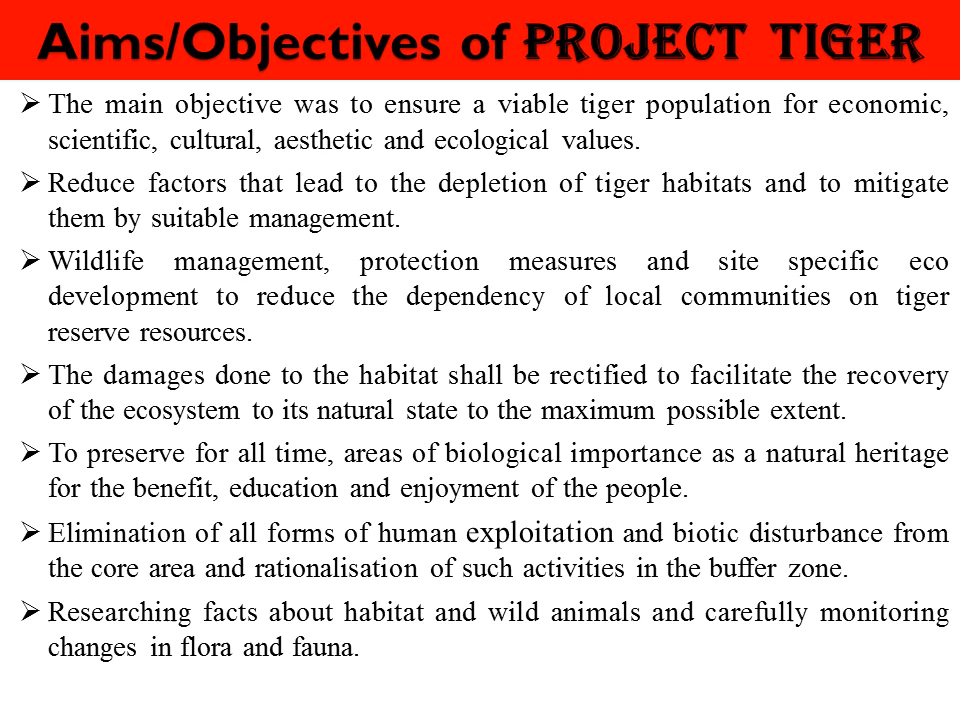 Aims/Objectives of PROJECT TIGER
➢ The main objective was to ensure a viable tiger population for economic,
scientific, cultural, aesthetic and ecological values.
➢ Reduce factors that lead to the depletion of tiger habitats and to mitigate
them by suitable management.
➢ Wildlife management, protection measures and site specific eco
development to reduce the dependency of local communities on tiger
reserve resources.
➢ The damages done to the habitat shall be rectified to facilitate the recovery
of the ecosystem to its natural state to the maximum possible extent.
➢ To preserve for all time, areas of biological importance as a natural heritage
for the benefit, education and enjoyment of the people.
➢ Elimination of all forms of human exploitation and biotic disturbance from
the core area and rationalisation of such activities in the buffer zone.
➢ Researching facts about habitat and wild animals and carefully monitoring
changes in flora and fauna.